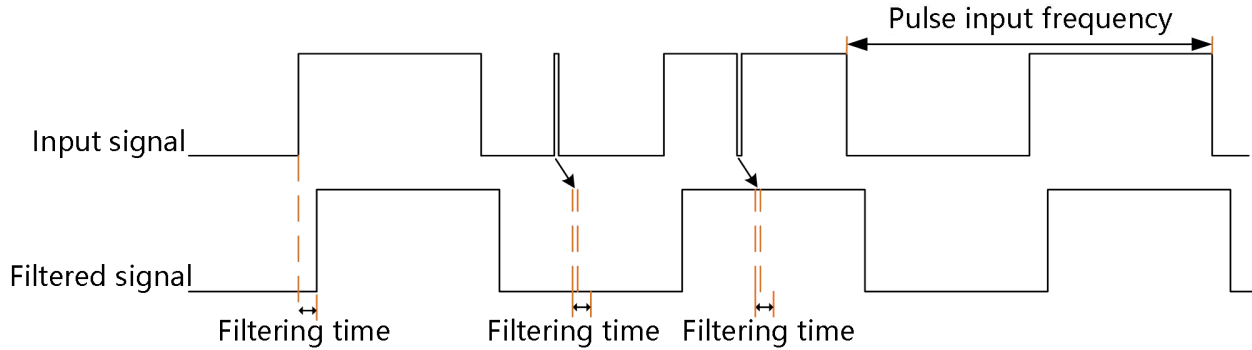 Pulse input frequency
Input signal
Filtered signal
Filtering time
Filtering time
Filtering time